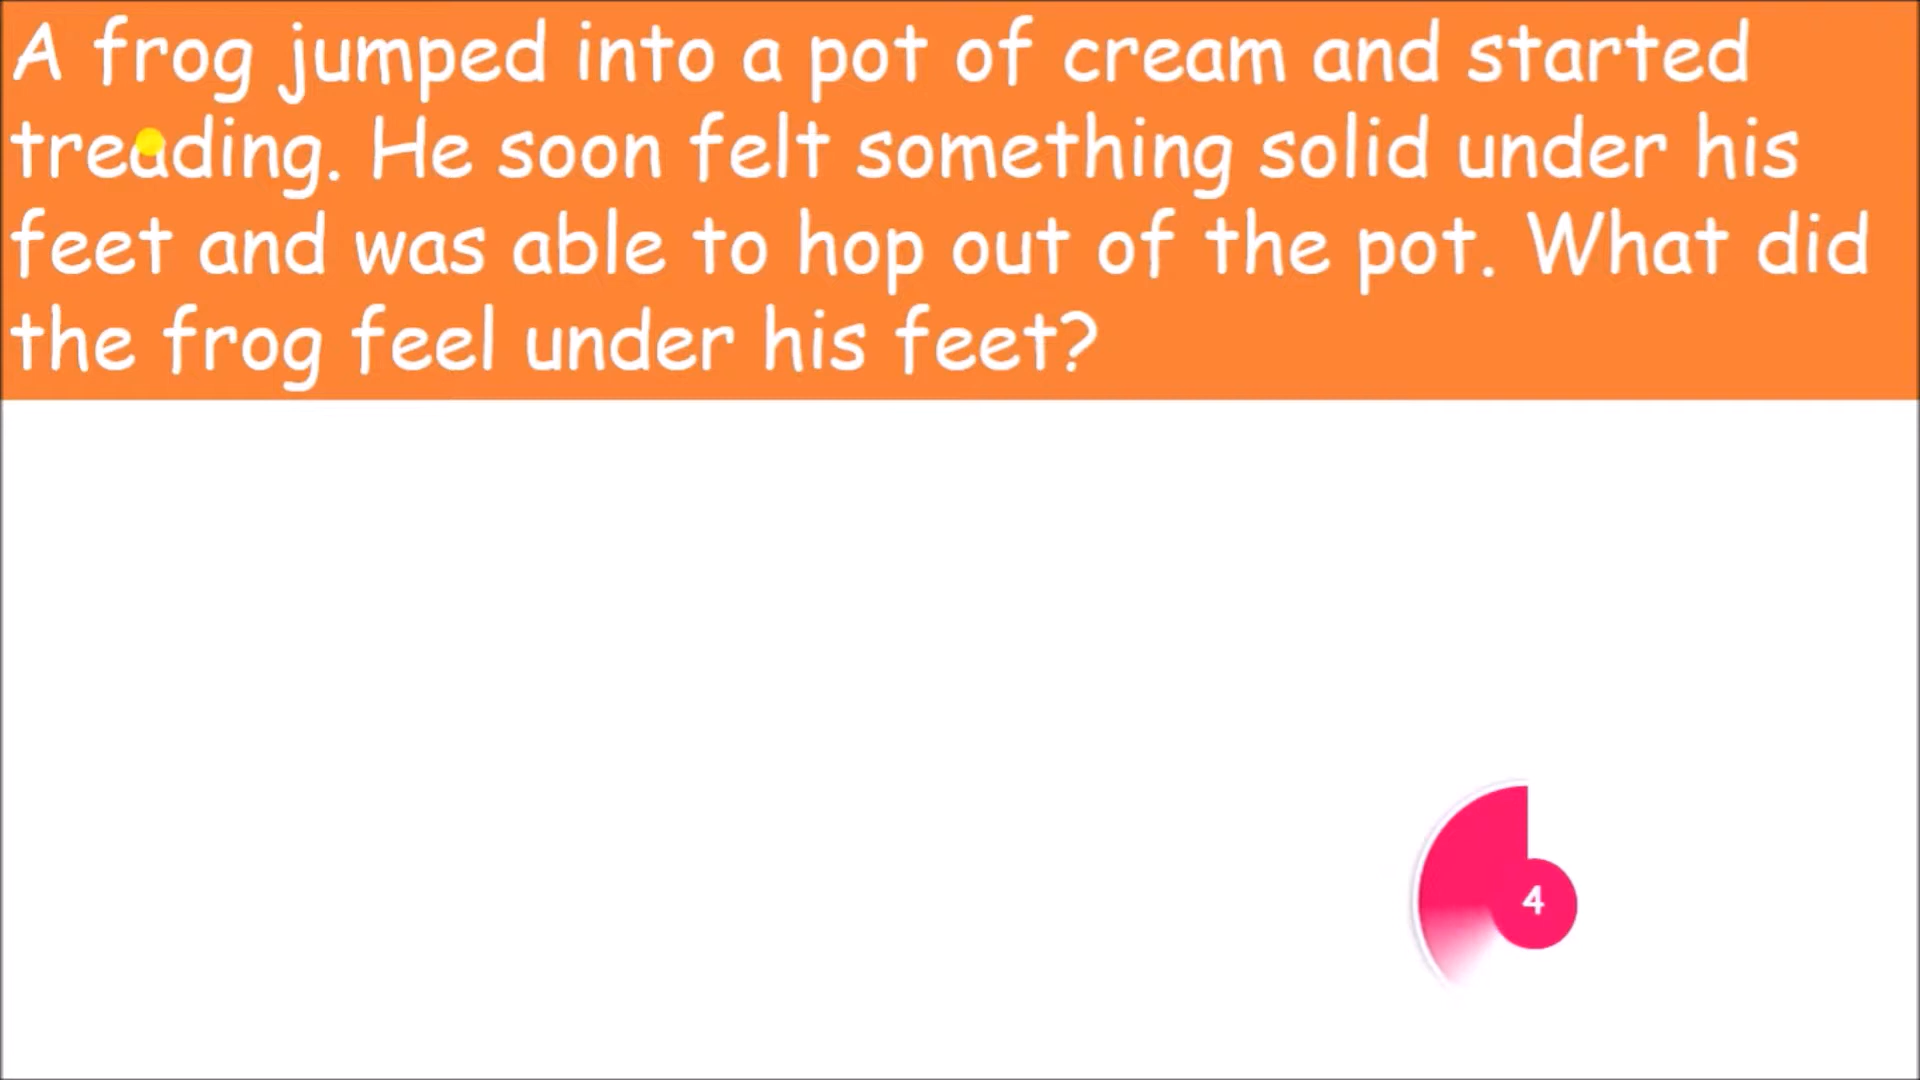 A frog jumped into a pot of cream and started
treading. He soon felt something solid under his
feet and was able to hop out of the pot. What did
the frog feel under his feet?
4